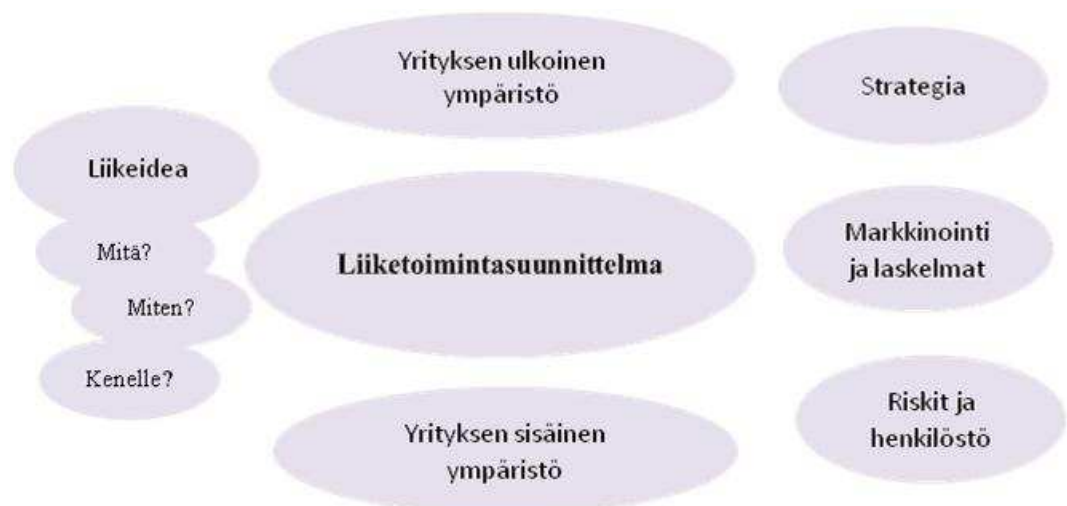 Yrityksen ulkoinen
ympäristö
Strategia
Liikeidea
Mitä?
Miten?
Kenelle?
Liiketoimintasuunnittelma
Markkinointi
ja laskelmat
Yrityksen sisäinen
ympäristö
Riskit ja
henkilöstö